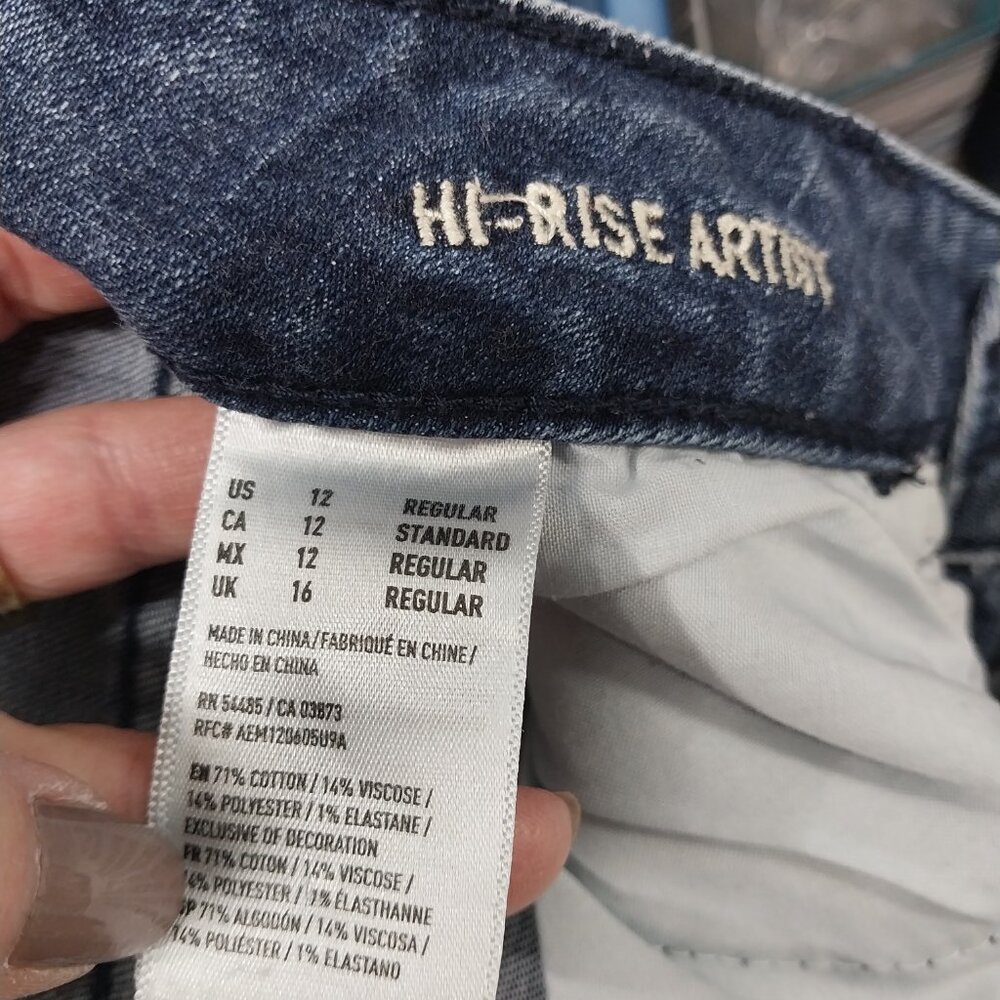 HI-RISE ARTIST
US 12 REGULAR
CA 12 STANDARD
MX 12 REGULAR
UK 16 REGULAR
MADE IN CHINA/FABRIQUÉ EN CHINE/
HECHO EN CHINA
RN 54485 / CA 03873
RFC# AEM120605U9A
EN 71% COTTON / 14% VISCOSE /
14% POLYESTER / 1% ELASTANE /
EXCLUSIVE OF DECORATION
FR 71% COTON / 14% VISCOSE /
14% POLYESTER / 1% ELASTHANNE
SP 71% ALGODÓN / 14% VISCOSA /
14% POLIÉSTER / 1% ELASTANO